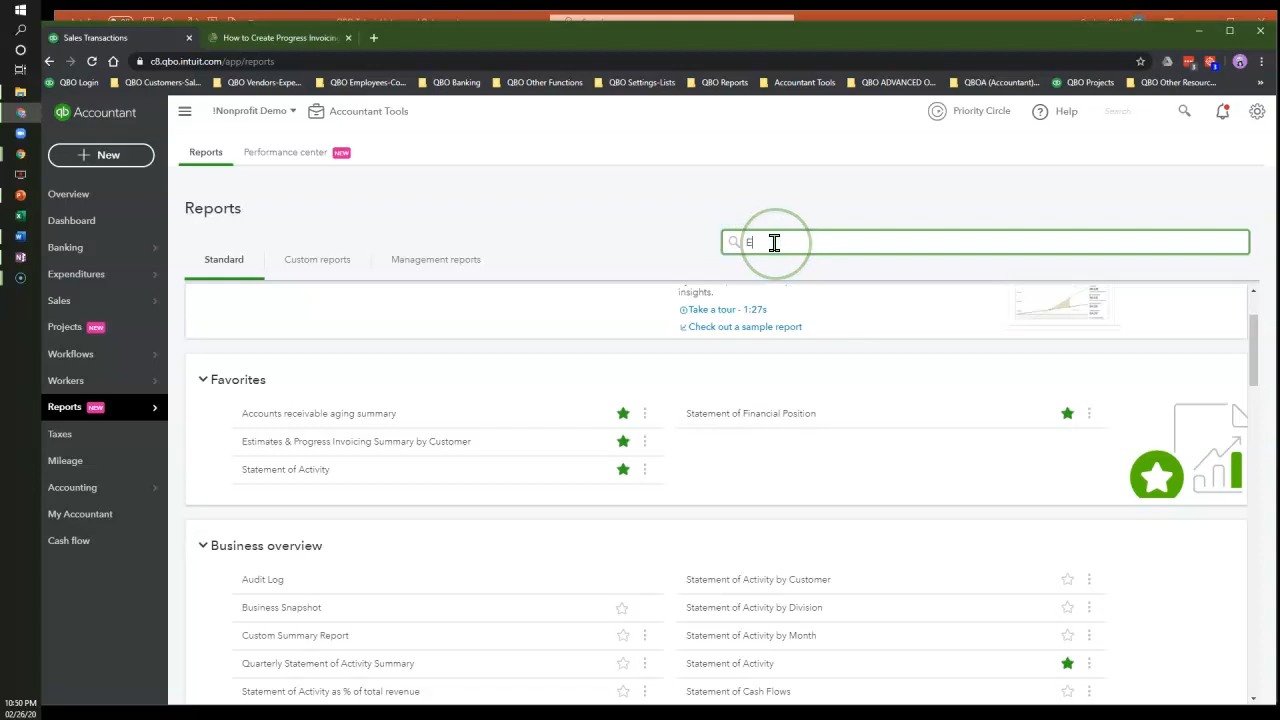 Sales Transactions
How to Create Progress Invoicing
c8.qbo.intuit.com/app/reports
QBO Login QBO Customers-Sal... QBO Vendors-Expe... QBO Employees-Co... QBO Banking QBO Other Functions QBO Settings-Lists QBO Reports Accountant Tools QBO ADVANCED O... QBOA (Accountant)... QBO Projects QBO Other Resourc...
qb Accountant
!Nonprofit Demo Accountant Tools Priority Circle Help Search
+ New
Reports Performance center NEW
Overview
Dashboard
Banking
Expenditures
Sales
Projects NEW
Workflows
Workers
Reports NEW
Taxes
Mileage
Accounting
My Accountant
Cash flow
Reports
E
Standard Custom reports Management reports
insights.
Take a tour - 1:27s
Check out a sample report
Favorites
Accounts receivable aging summary
Statement of Financial Position
Estimates & Progress Invoicing Summary by Customer
Statement of Activity
Business overview
Audit Log
Statement of Activity by Customer
Business Snapshot
Statement of Activity by Division
Custom Summary Report
Statement of Activity by Month
Quarterly Statement of Activity Summary
Statement of Activity
Statement of Activity as % of total revenue
Statement of Cash Flows
10:50 PM
02/26/20